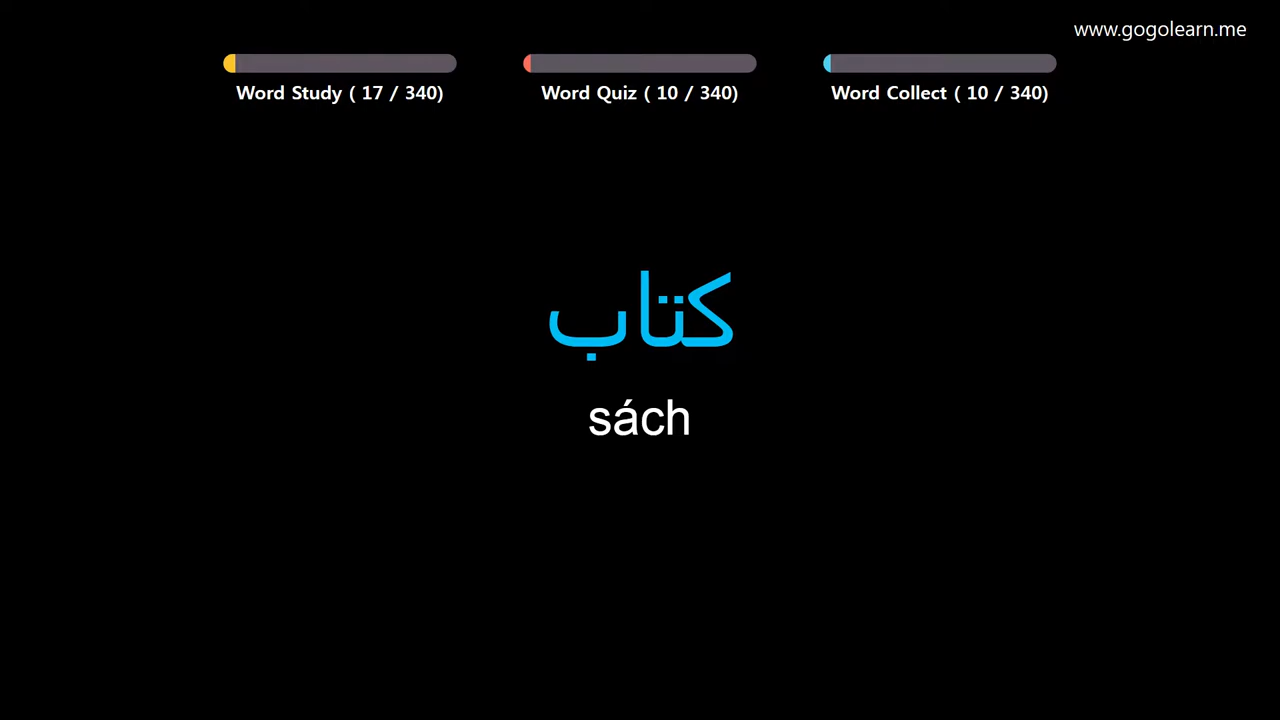 www.gogolearn.me
Word Study ( 17 / 340)
Word Quiz ( 10 / 340)
Word Collect ( 10 / 340)
كتاب
sách